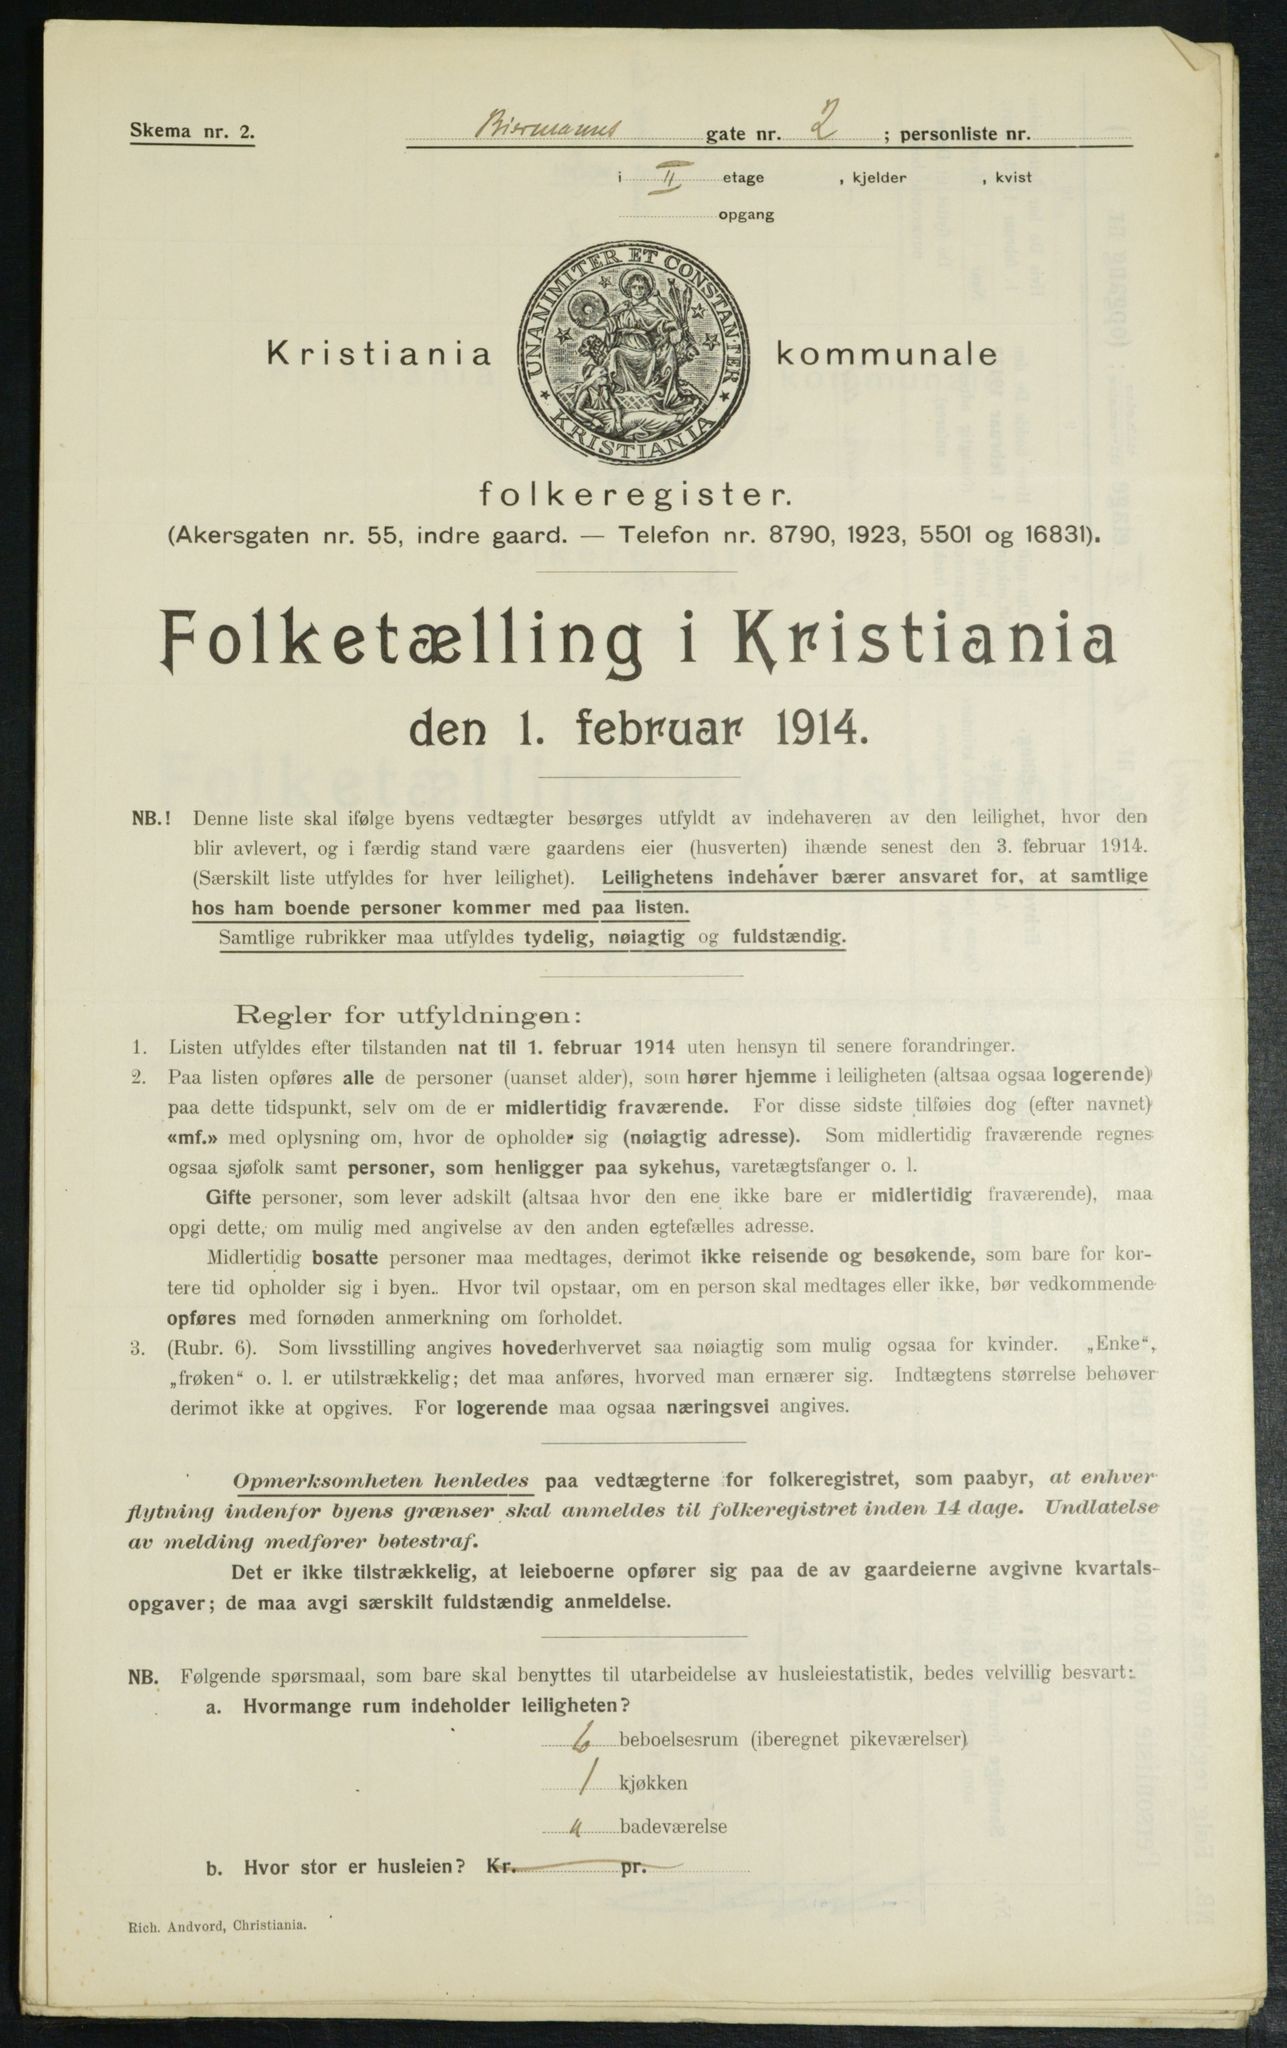 Skema nr. 2.
Biermanns gate nr. 2 ; personliste nr.
i II etage , kjelder , kvist
opgang
UNANIMITER ET CONSTANTER
KRISTIANIA
Kristiania kommunale
folkeregister.
(Akersgaten nr. 55, indre gaard. — Telefon nr. 8790, 1923, 5501 og 16831).
Folketælling i Kristiania
den 1. februar 1914.
NB.! Denne liste skal ifølge byens vedtægter besørges utfyldt av indehaveren av den leilighet, hvor den
blir avlevert, og i færdig stand være gaardens eier (husverten) ihænde senest den 3. februar 1914.
(Særskilt liste utfyldes for hver leilighet). Leilighetens indehaver bærer ansvaret for, at samtlige
hos ham boende personer kommer med paa listen.
Samtlige rubrikker maa utfyldes tydelig, nøiagtig og fuldstændig.
Regler for utfyldningen:
1. Listen utfyldes efter tilstanden nat til 1. februar 1914 uten hensyn til senere forandringer.
2. Paa listen opføres alle de personer (uanset alder), som hører hjemme i leiligheten (altsaa ogsaa logerende)
paa dette tidspunkt, selv om de er midlertidig fraværende. For disse sidste tilføies dog (efter navnet)
«mf.» med oplysning om, hvor de opholder sig (nøiagtig adresse). Som midlertidig fraværende regnes
ogsaa sjøfolk samt personer, som henligger paa sykehus, varetægtsfanger o. l.
Gifte personer, som lever adskilt (altsaa hvor den ene ikke bare er midlertidig fraværende), maa
opgi dette, om mulig med angivelse av den anden egtefælles adresse.
Midlertidig bosatte personer maa medtages, derimot ikke reisende og besøkende, som bare for kor-
tere tid opholder sig i byen. Hvor tvil opstaar, om en person skal medtages eller ikke, bør vedkommende
opføres med fornøden anmerkning om forholdet.
3. (Rubr. 6). Som livsstilling angives hovederhvervet saa nøiagtig som mulig ogsaa for kvinder. „Enke“,
„frøken“ o. l. er utilstrækkelig; det maa anføres, hvorved man ernærer sig. Indtægtens størrelse behøver
derimot ikke at opgives. For logerende maa ogsaa næringsvei angives.
Opmerksomheten henledes paa vedtægterne for folkeregistret, som paabyr, at enhver
flytning indenfor byens grænser skal anmeldes til folkeregistret inden 14 dage. Undlatelse
av melding medfører bøtestraf.
Det er ikke tilstrækkelig, at leieboerne opfører sig paa de av gaardeierne avgivne kvartals-
opgaver; de maa avgi særskilt fuldstændig anmeldelse.
NB. Følgende spørsmaal, som bare skal benyttes til utarbeidelse av husleiestatistik, bedes velvillig besvart:
a. Hvormange rum indeholder leiligheten?
6 beboelsesrum (iberegnet pikeværelser)
1 kjøkken
" badeværelse
b. Hvor stor er husleien? Kr. pr.
Rich. Andvord, Christiania.